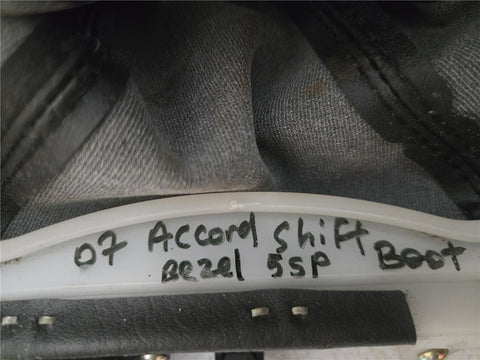 07 Accord Shift Boot
Bezel 5SP